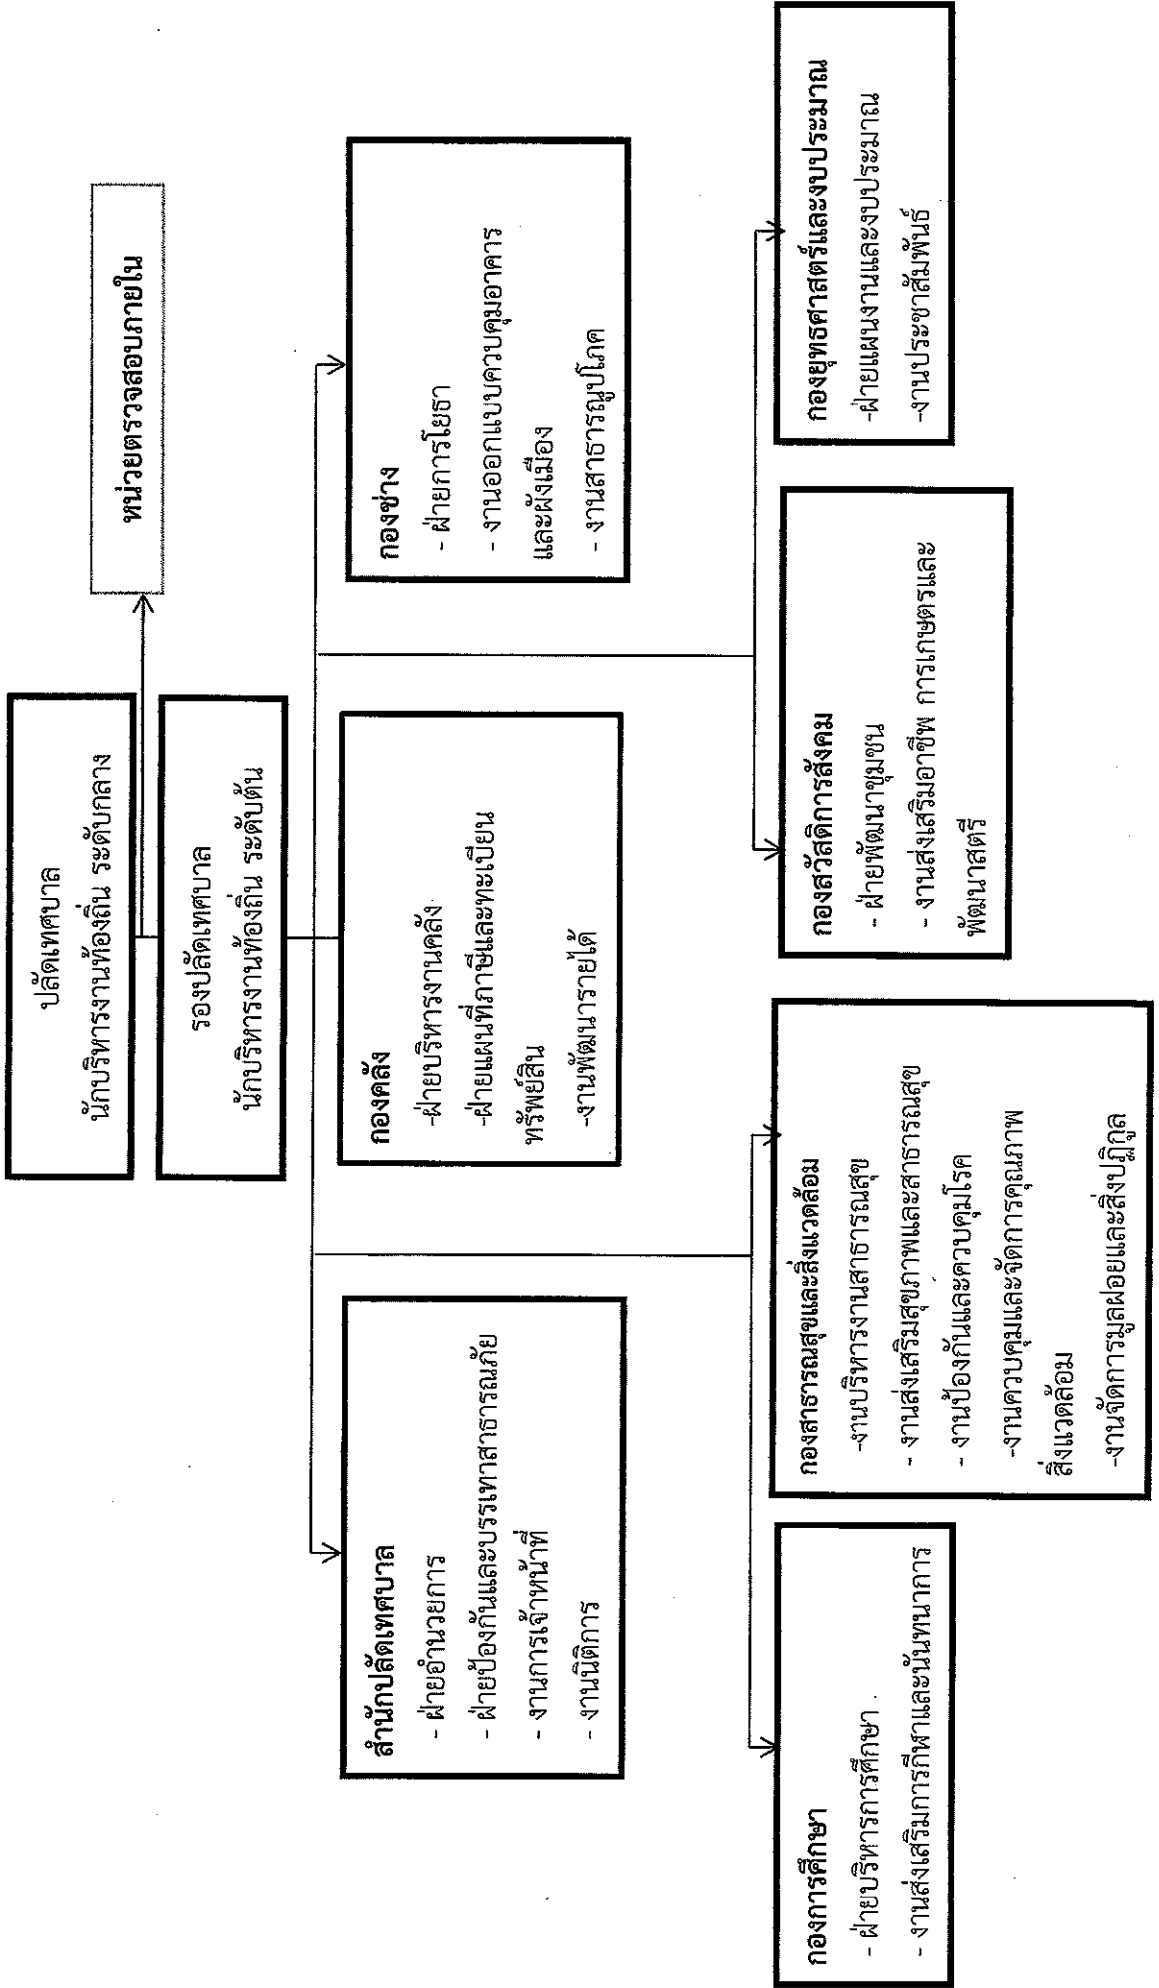 ปลัดเทศบาล
นักบริหารงานท้องถิ่น ระดับกลาง
หน่วยตรวจสอบภายใน
รองปลัดเทศบาล
นักบริหารงานท้องถิ่น ระดับต้น
สำนักปลัดเทศบาล
- ฝ่ายอำนวยการ
- ฝ่ายป้องกันและบรรเทาสาธารณภัย
- งานการเจ้าหน้าที่
- งานนิติการ
กองคลัง
-ฝ่ายบริหารงานคลัง
-ฝ่ายแผนที่ภาษีและทะเบียน
ทรัพย์สิน
-งานพัฒนารายได้
กองช่าง
- ฝ่ายการโยธา
- งานออกแบบควบคุมอาคาร
และผังเมือง
- งานสาธารณูปโภค
กองการศึกษา
- ฝ่ายบริหารการศึกษา
- งานส่งเสริมการกีฬาและนันทนาการ
กองสาธารณสุขและสิ่งแวดล้อม
-งานบริหารงานสาธารณสุข
- งานส่งเสริมสุขภาพและสาธารณสุข
- งานป้องกันและควบคุมโรค
-งานควบคุมและจัดการคุณภาพ
สิ่งแวดล้อม
-งานจัดการมูลฝอยและสิ่งปฏิกูล
กองสวัสดิการสังคม
- ฝ่ายพัฒนาชุมชน
- งานส่งเสริมอาชีพ การเกษตรและ
พัฒนาสตรี
กองยุทธศาสตร์และงบประมาณ
-ฝ่ายแผนงานและงบประมาณ
-งานประชาสัมพันธ์